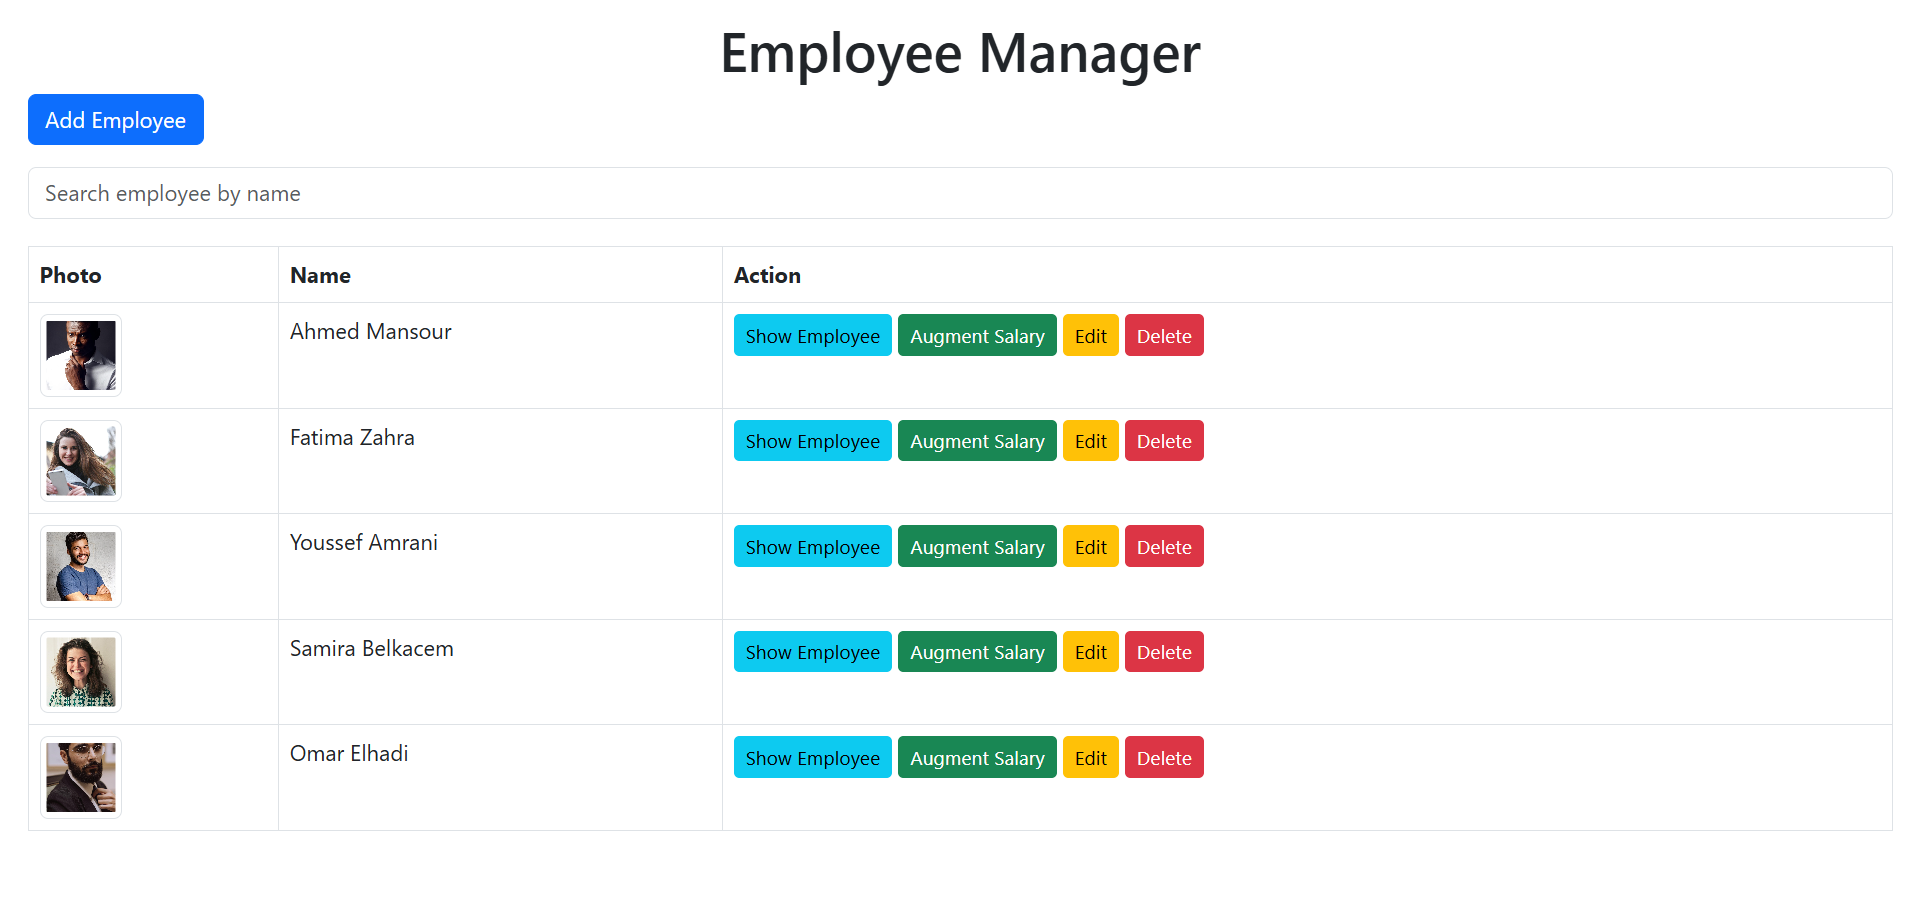 Employee Manager
Add Employee
Search employee by name
Photo Name Action
Ahmed Mansour Show Employee Augment Salary Edit Delete
Fatima Zahra Show Employee Augment Salary Edit Delete
Youssef Amrani Show Employee Augment Salary Edit Delete
Samira Belkacem Show Employee Augment Salary Edit Delete
Omar Elhadi Show Employee Augment Salary Edit Delete